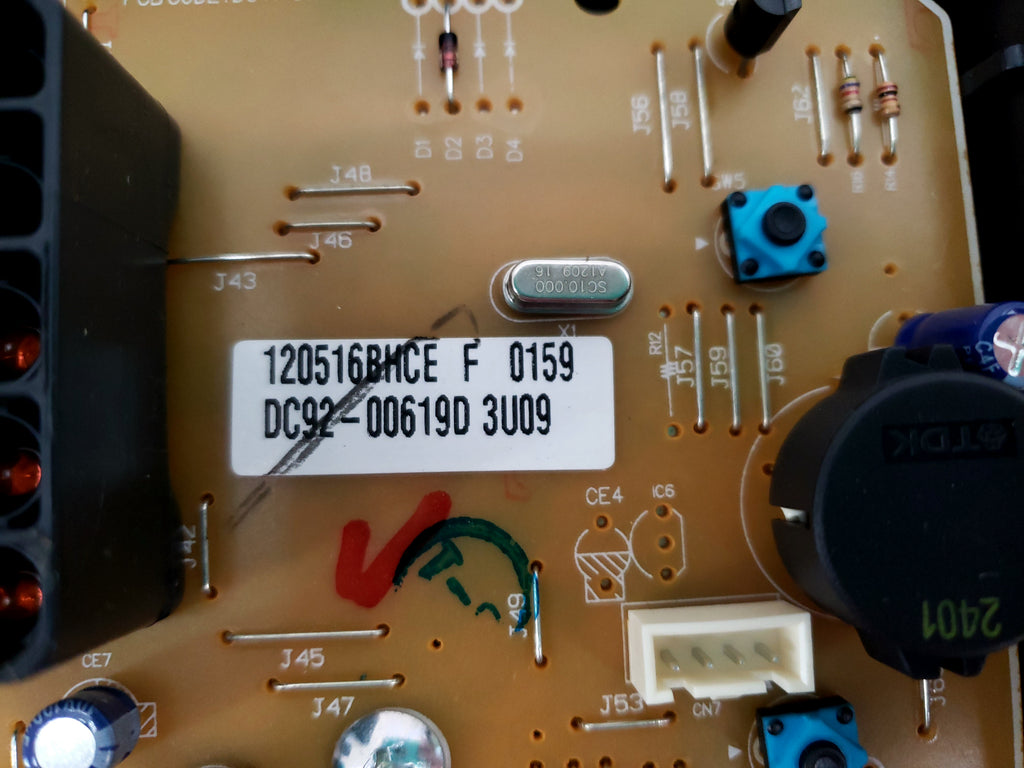 D1
D2
D3
D4
J56
J58
J62
J48
J46
J43
SC10.000
A1209 16
X1
120516BHCE F 0159
DC92-00619D 3U09
R12
J57
J59
J60
TDK
2401
CE4
IC6
J42
J49
J45
J47
CE7
J53
CN7